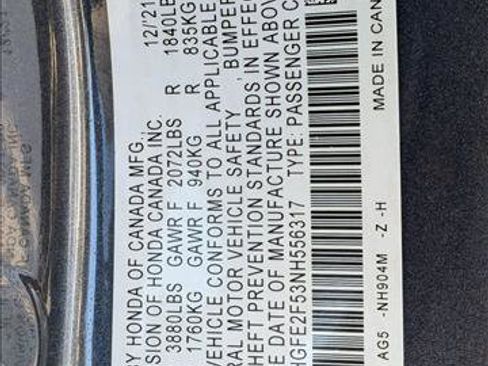 BY HONDA OF CANADA MFG., 12/21
SION OF HONDA CANADA INC.
3880LBS GAWR F 2072LBS R 1840LB
1760KG GAWR F 940KG R 835KG
VEHICLE CONFORMS TO ALL APPLICABLE
RAL MOTOR VEHICLE SAFETY , BUMPER
HEFT PREVENTION STANDARDS IN EFFE
E DATE OF MANUFACTURE SHOWN ABOV
HGFE2F53NH556317 TYPE: PASSENGER C
AG5 -NH904M -Z -H MADE IN CAN